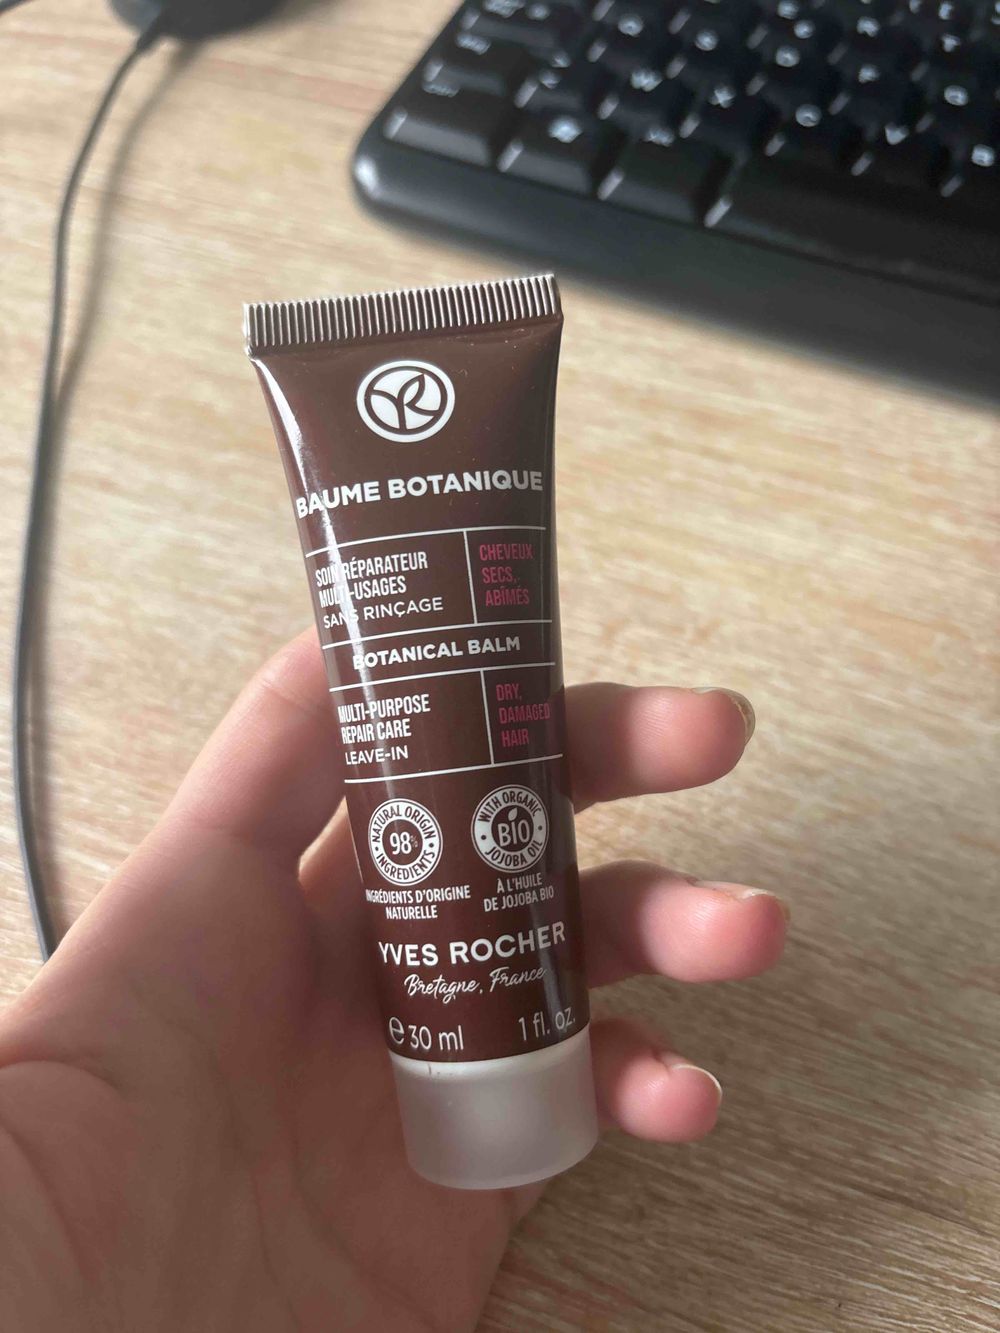 BAUME BOTANIQUE
SOIN RÉPARATEUR
MULTI-USAGES
SANS RINÇAGE
CHEVEUX
SECS,
ABÎMÉS
BOTANICAL BALM
MULTI-PURPOSE
REPAIR CARE
LEAVE-IN
DRY,
DAMAGED
HAIR
NATURAL ORIGIN
98%
INGREDIENTS
WITH ORGANIC
BIO
JOJOBA OIL
INGRÉDIENTS D'ORIGINE
NATURELLE
À L'HUILE
DE JOJOBA BIO
YVES ROCHER
Bretagne, France
e 30 ml
1 fl. oz.